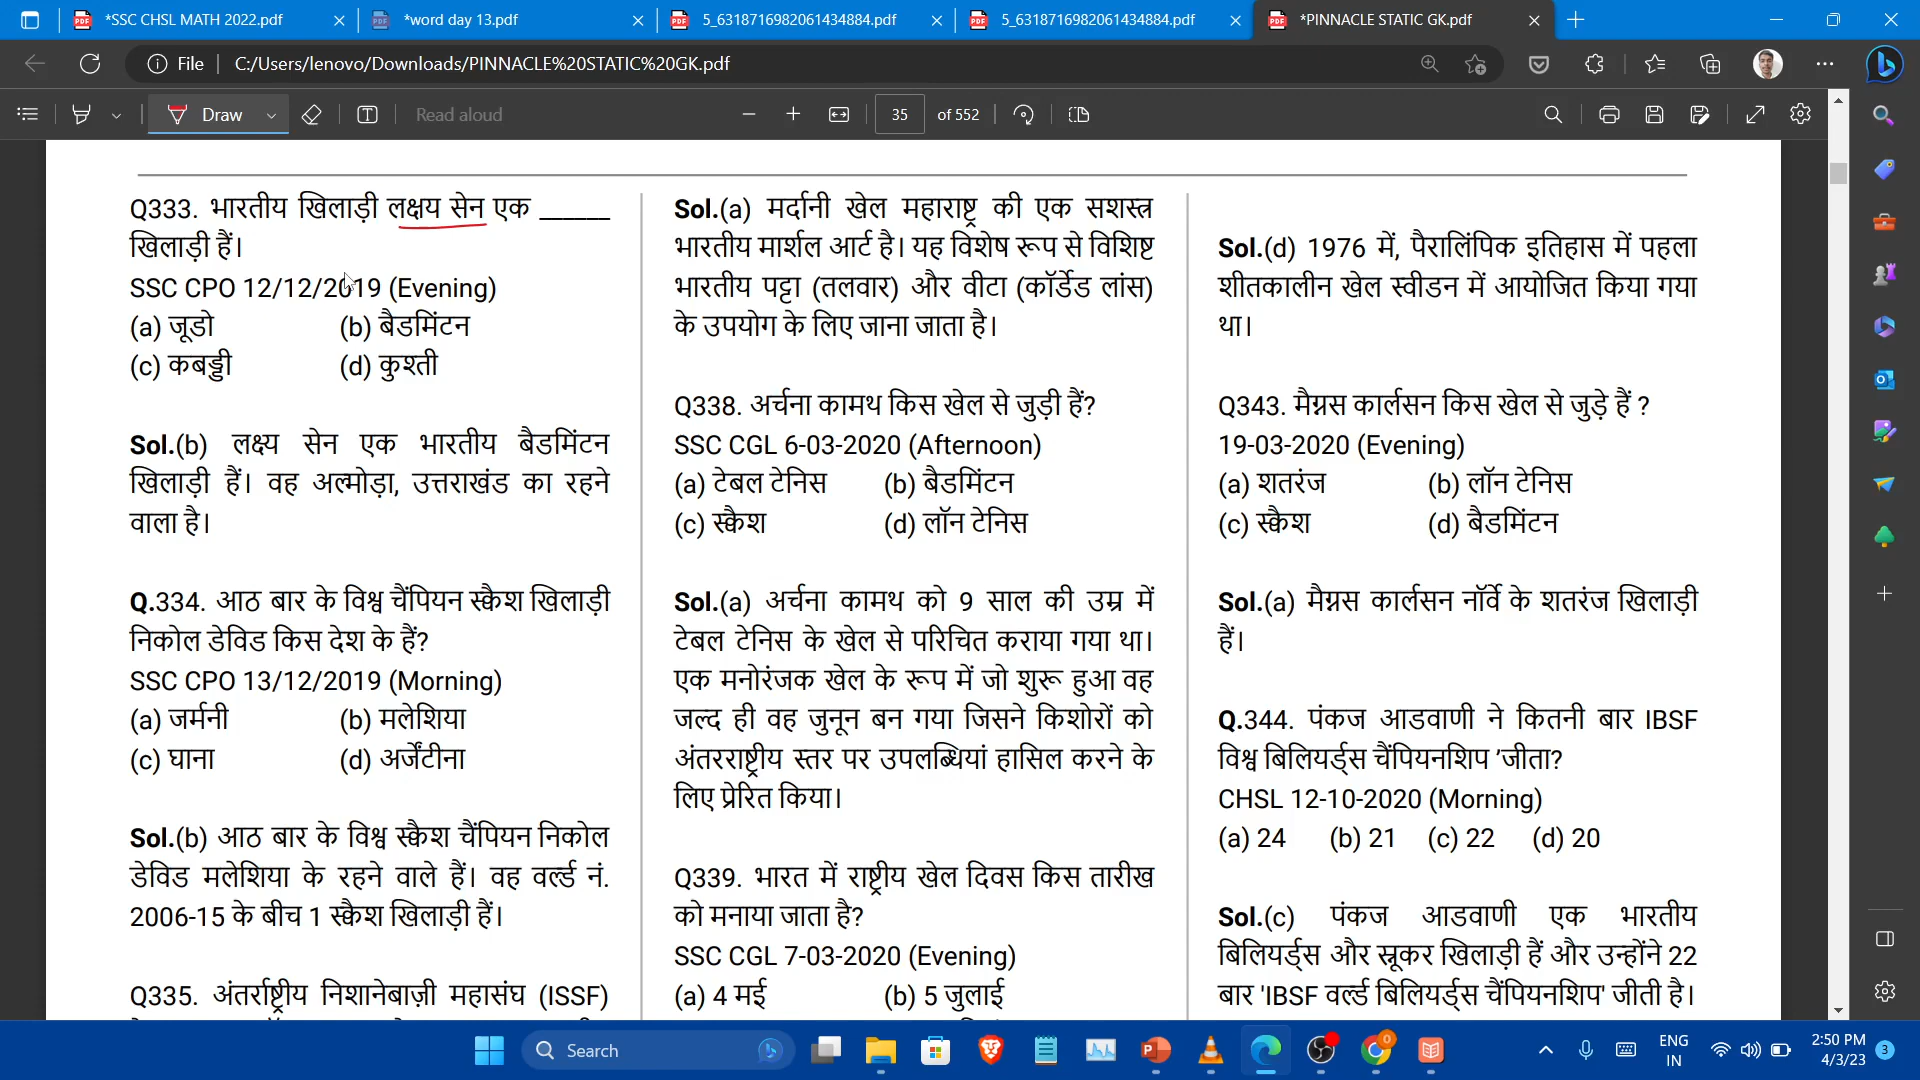 *SSC CHSL MATH 2022.pdf
*word day 13.pdf
5_6318716982061434884.pdf
5_6318716982061434884.pdf
*PINNACLE STATIC GK.pdf
File
C:/Users/lenovo/Downloads/PINNACLE%20STATIC%20GK.pdf
Draw
Read aloud
35
of 552
Q333. भारतीय खिलाड़ी लक्षय सेन एक ______
खिलाड़ी हैं।
SSC CPO 12/12/2019 (Evening)
(a) जूडो (b) बैडमिंटन
(c) कबड्डी (d) कुश्ती
Sol.(b) लक्ष्य सेन एक भारतीय बैडमिंटन
खिलाड़ी हैं। वह अल्मोड़ा, उत्तराखंड का रहने
वाला है।
Q.334. आठ बार के विश्व चैंपियन स्क्वैश खिलाड़ी
निकोल डेविड किस देश के हैं?
SSC CPO 13/12/2019 (Morning)
(a) जर्मनी (b) मलेशिया
(c) घाना (d) अर्जेंटीना
Sol.(b) आठ बार के विश्व स्क्वैश चैंपियन निकोल
डेविड मलेशिया के रहने वाले हैं। वह वर्ल्ड नं.
2006-15 के बीच 1 स्क्वैश खिलाड़ी हैं।
Q335. अंतर्राष्ट्रीय निशानेबाज़ी महासंघ (ISSF)
Sol.(a) मर्दानी खेल महाराष्ट्र की एक सशस्त्र
भारतीय मार्शल आर्ट है। यह विशेष रूप से विशिष्ट
भारतीय पट्टा (तलवार) और वीटा (कॉर्डेड लांस)
के उपयोग के लिए जाना जाता है।
Q338. अर्चना कामथ किस खेल से जुड़ी हैं?
SSC CGL 6-03-2020 (Afternoon)
(a) टेबल टेनिस (b) बैडमिंटन
(c) स्क्वैश (d) लॉन टेनिस
Sol.(a) अर्चना कामथ को 9 साल की उम्र में
टेबल टेनिस के खेल से परिचित कराया गया था।
एक मनोरंजक खेल के रूप में जो शुरू हुआ वह
जल्द ही वह जुनून बन गया जिसने किशोरों को
अंतरराष्ट्रीय स्तर पर उपलब्धियां हासिल करने के
लिए प्रेरित किया।
Q339. भारत में राष्ट्रीय खेल दिवस किस तारीख
को मनाया जाता है?
SSC CGL 7-03-2020 (Evening)
(a) 4 मई (b) 5 जुलाई
Sol.(d) 1976 में, पैरालिंपिक इतिहास में पहला
शीतकालीन खेल स्वीडन में आयोजित किया गया
था।
Q343. मैग्नस कार्लसन किस खेल से जुड़े हैं ?
19-03-2020 (Evening)
(a) शतरंज (b) लॉन टेनिस
(c) स्क्वैश (d) बैडमिंटन
Sol.(a) मैग्नस कार्लसन नॉर्वे के शतरंज खिलाड़ी
हैं।
Q.344. पंकज आडवाणी ने कितनी बार IBSF
विश्व बिलियर्ड्स चैंपियनशिप ’जीता?
CHSL 12-10-2020 (Morning)
(a) 24 (b) 21 (c) 22 (d) 20
Sol.(c) पंकज आडवाणी एक भारतीय
बिलियर्ड्स और स्नूकर खिलाड़ी हैं और उन्होंने 22
बार 'IBSF वर्ल्ड बिलियर्ड्स चैंपियनशिप' जीती है।
Search
0
ENG
IN
2:50 PM
4/3/23
3